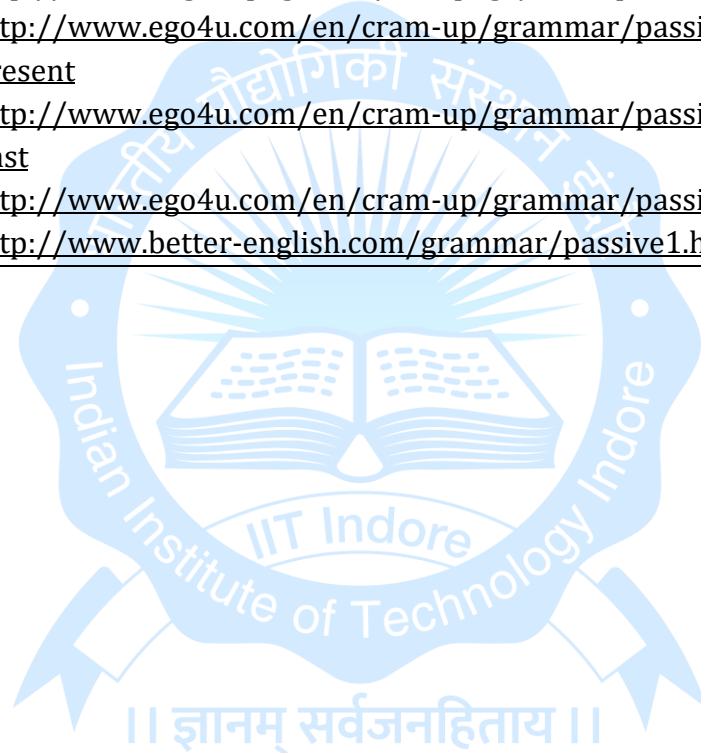 tp://www.ego4u.com/en/cram-up/grammar/passi
resent
tp://www.ego4u.com/en/cram-up/grammar/passi
st
tp://www.ego4u.com/en/cram-up/grammar/passi
tp://www.better-english.com/grammar/passive1.h
भारतीय प्रौद्योगिकी संस्थान इंदौर
Indian Institute of Technology Indore
IIT Indore
।। ज्ञानम् सर्वजनहिताय ।।